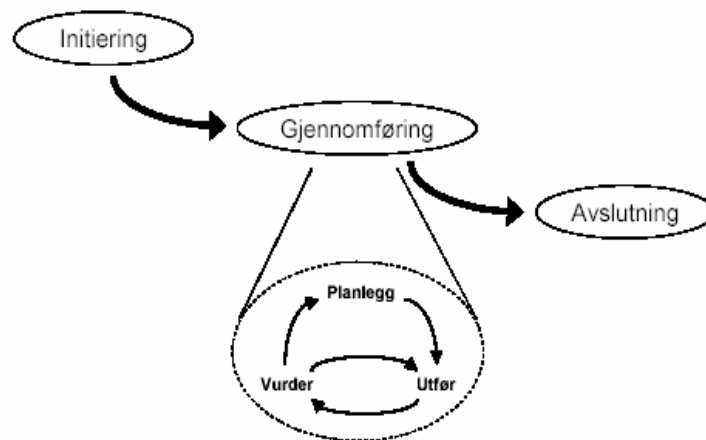 Initiering
Gjennomføring
Avslutning
Planlegg
Vurder
Utfør